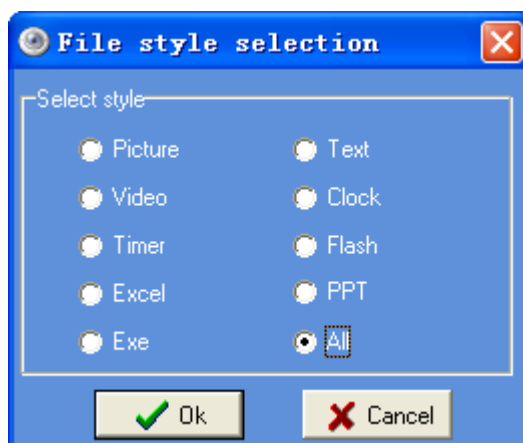 File style selection
Select style
Picture Text
Video Clock
Timer Flash
Excel PPT
Exe All
Ok Cancel